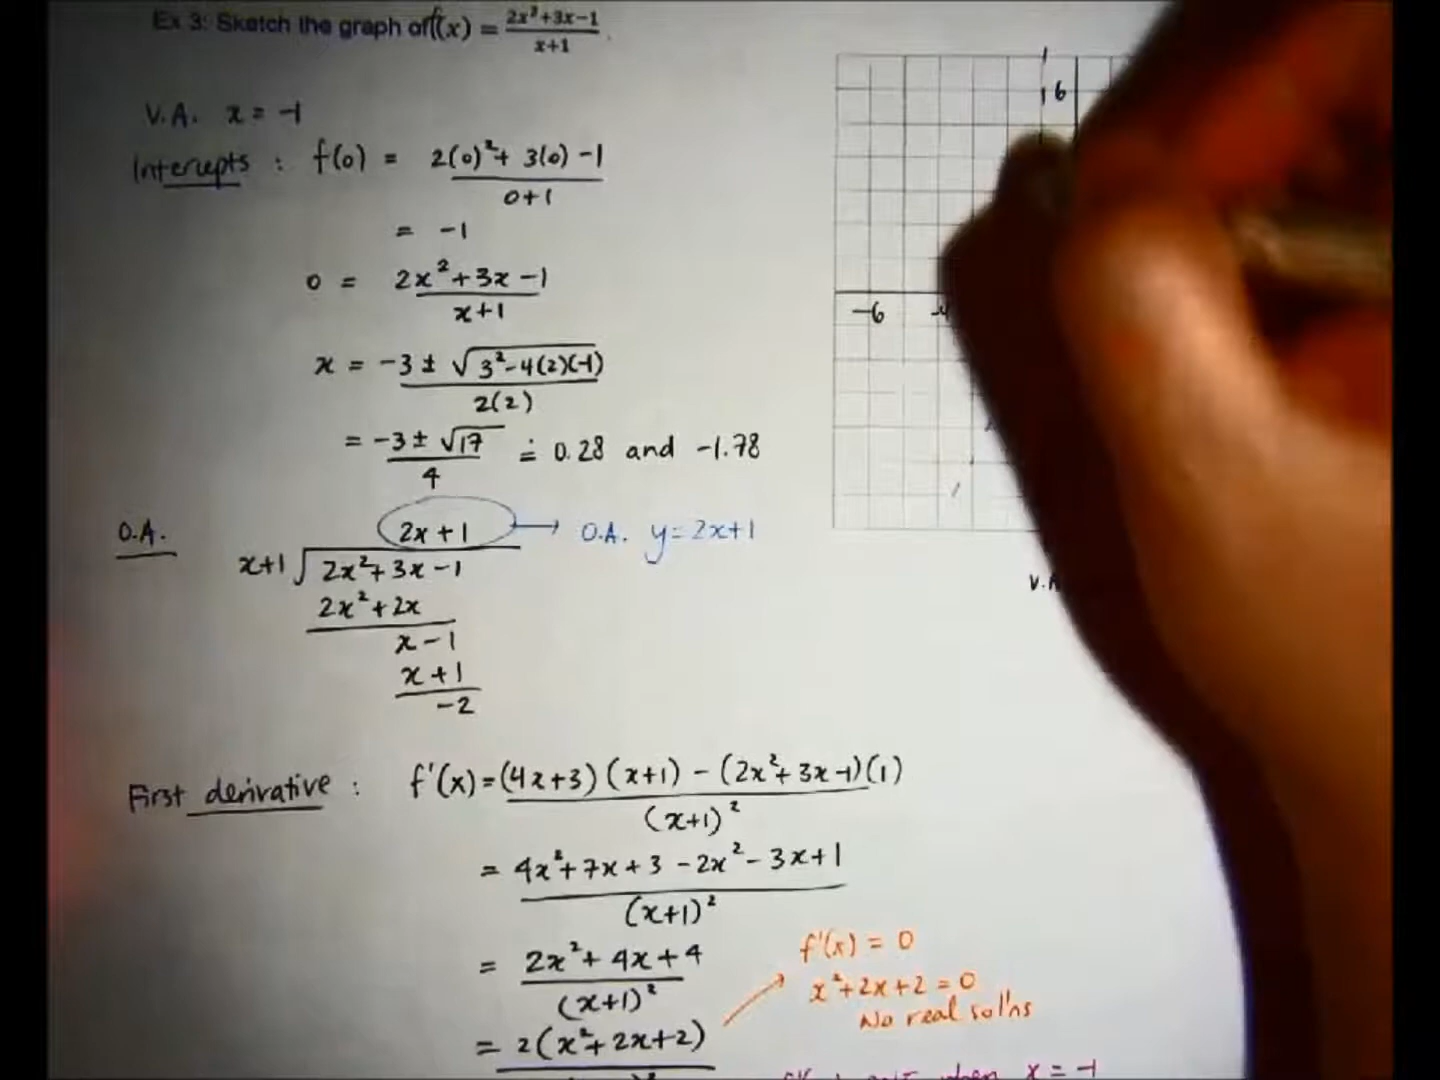 Ex 3: Sketch the graph of f(x) = (2x²+3x−1)/(x+1).
V.A. x = -1
Intercepts : f(0) = (2(0)²+ 3(0) -1)/(0+1)
= -1
0 = (2x²+3x-1)/(x+1)
x = (-3 ± √(3²-4(2)(-1)))/(2(2))
= (-3 ± √17)/4 ≐ 0.28 and -1.78
O.A.
2x+1 → O.A. y=2x+1
x+1 √ 2x²+3x-1
2x²+2x
x-1
x+1
-2
First derivative : f'(x) = ((4x+3)(x+1) - (2x²+3x-1)(1))/(x+1)²
= (4x²+7x+3-2x²-3x+1)/(x+1)²
= (2x²+4x+4)/(x+1)²
= 2(x²+2x+2)
f'(x) = 0
x²+2x+2=0
No real sol'ns
when x = -1
6
-6 -4
V.A